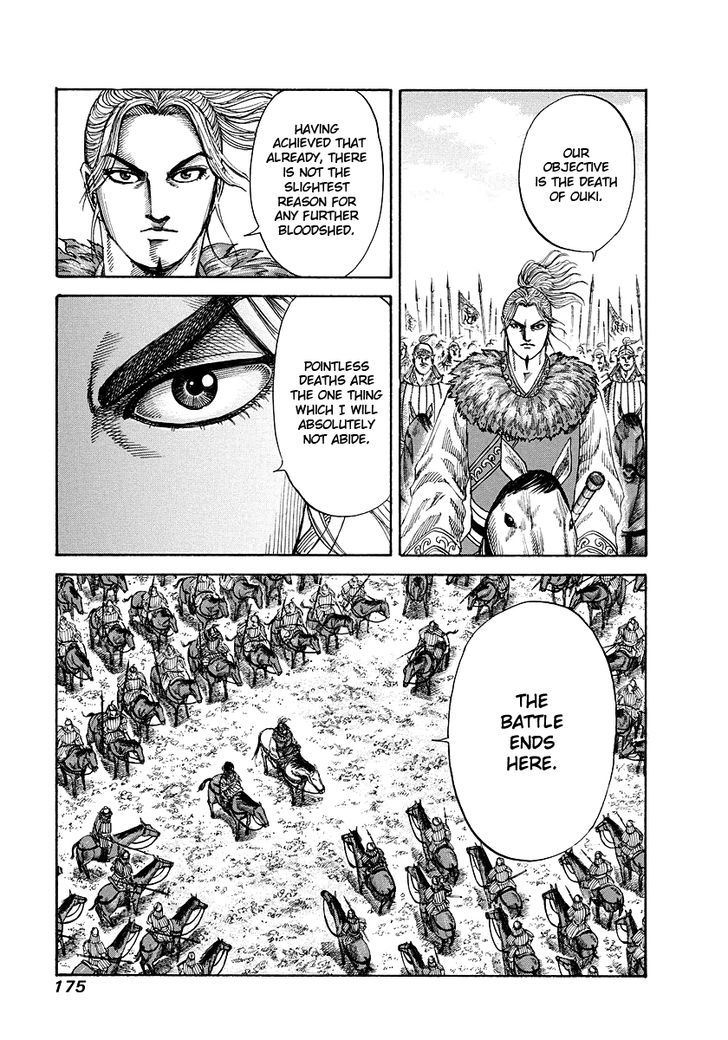 OUR
OBJECTIVE
IS THE DEATH
OF OUKI.
HAVING
ACHIEVED THAT
ALREADY, THERE
IS NOT THE
SLIGHTEST
REASON FOR
ANY FURTHER
BLOODSHED.
POINTLESS
DEATHS ARE
THE ONE THING
WHICH I WILL
ABSOLUTELY
NOT ABIDE.
THE
BATTLE
ENDS
HERE.
175